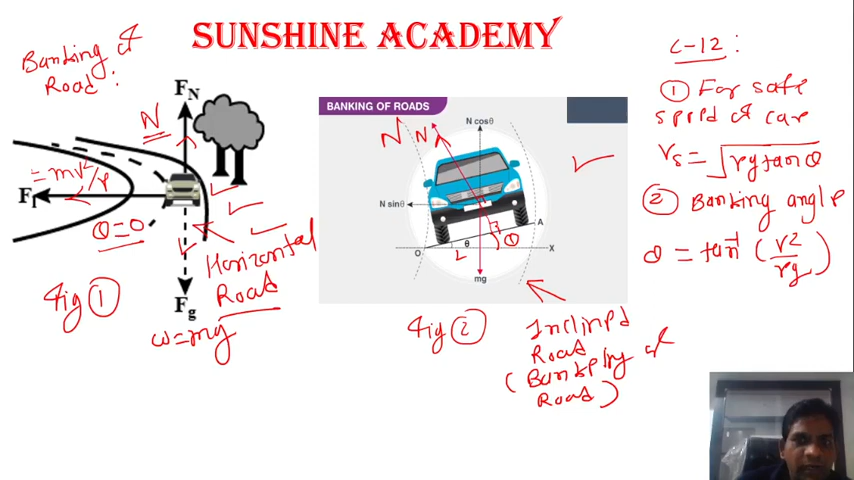 SUNSHINE ACADEMY
Banking of
Road :
F_N
N
= mv²/r
F_f
θ = 0
Horizontal
Road
F_g
Fig ①
w = mg
BANKING OF ROADS
N N
N cosθ
N sinθ
A
θ
θ
O
L
X
mg
Fig ②
Inclined
Road
(Banking of
Road)
C-12 :
① For safe
speed of car
v_s = √rg tanθ
② Banking angle
θ = tan⁻¹ (v²/rg)